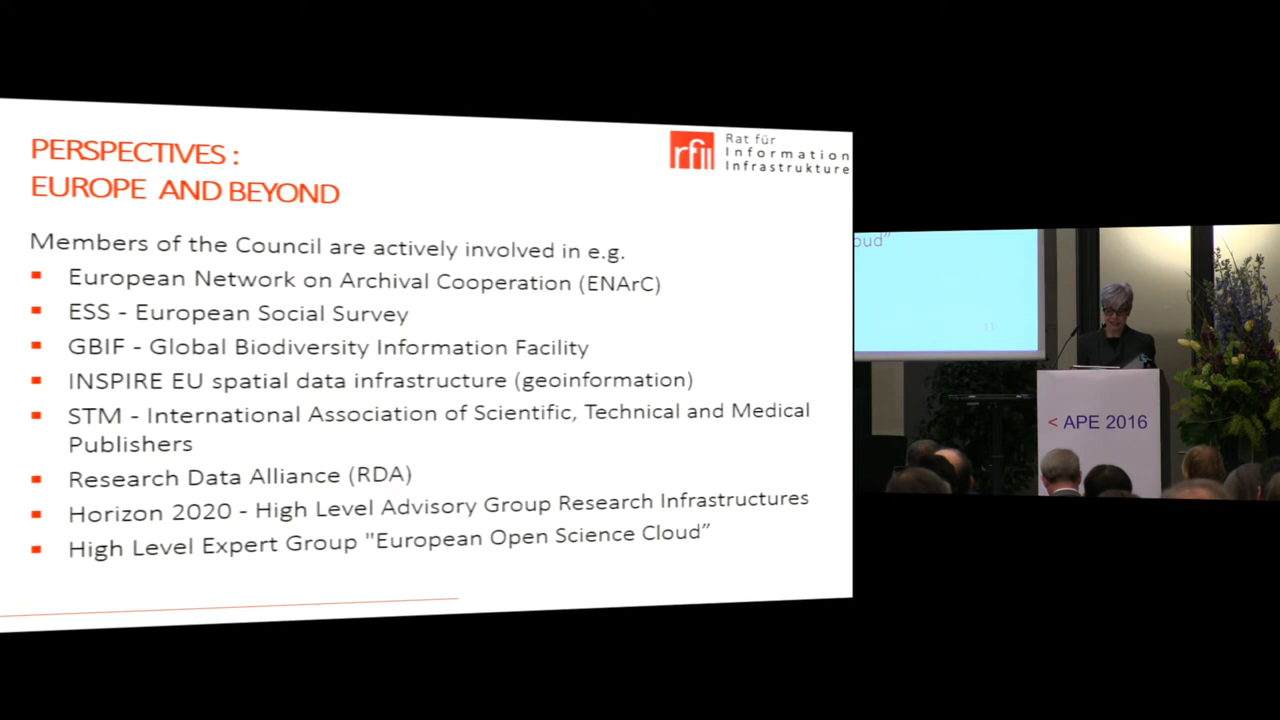 PERSPECTIVES :
EUROPE AND BEYOND
rfii
Rat für
Information
Infrastrukture
Members of the Council are actively involved in e.g.
European Network on Archival Cooperation (ENArC)
ESS - European Social Survey
GBIF - Global Biodiversity Information Facility
INSPIRE EU spatial data infrastructure (geoinformation)
STM - International Association of Scientific, Technical and Medical
Publishers
Research Data Alliance (RDA)
Horizon 2020 - High Level Advisory Group Research Infrastructures
High Level Expert Group "European Open Science Cloud”
oud”
11
< APE 2016